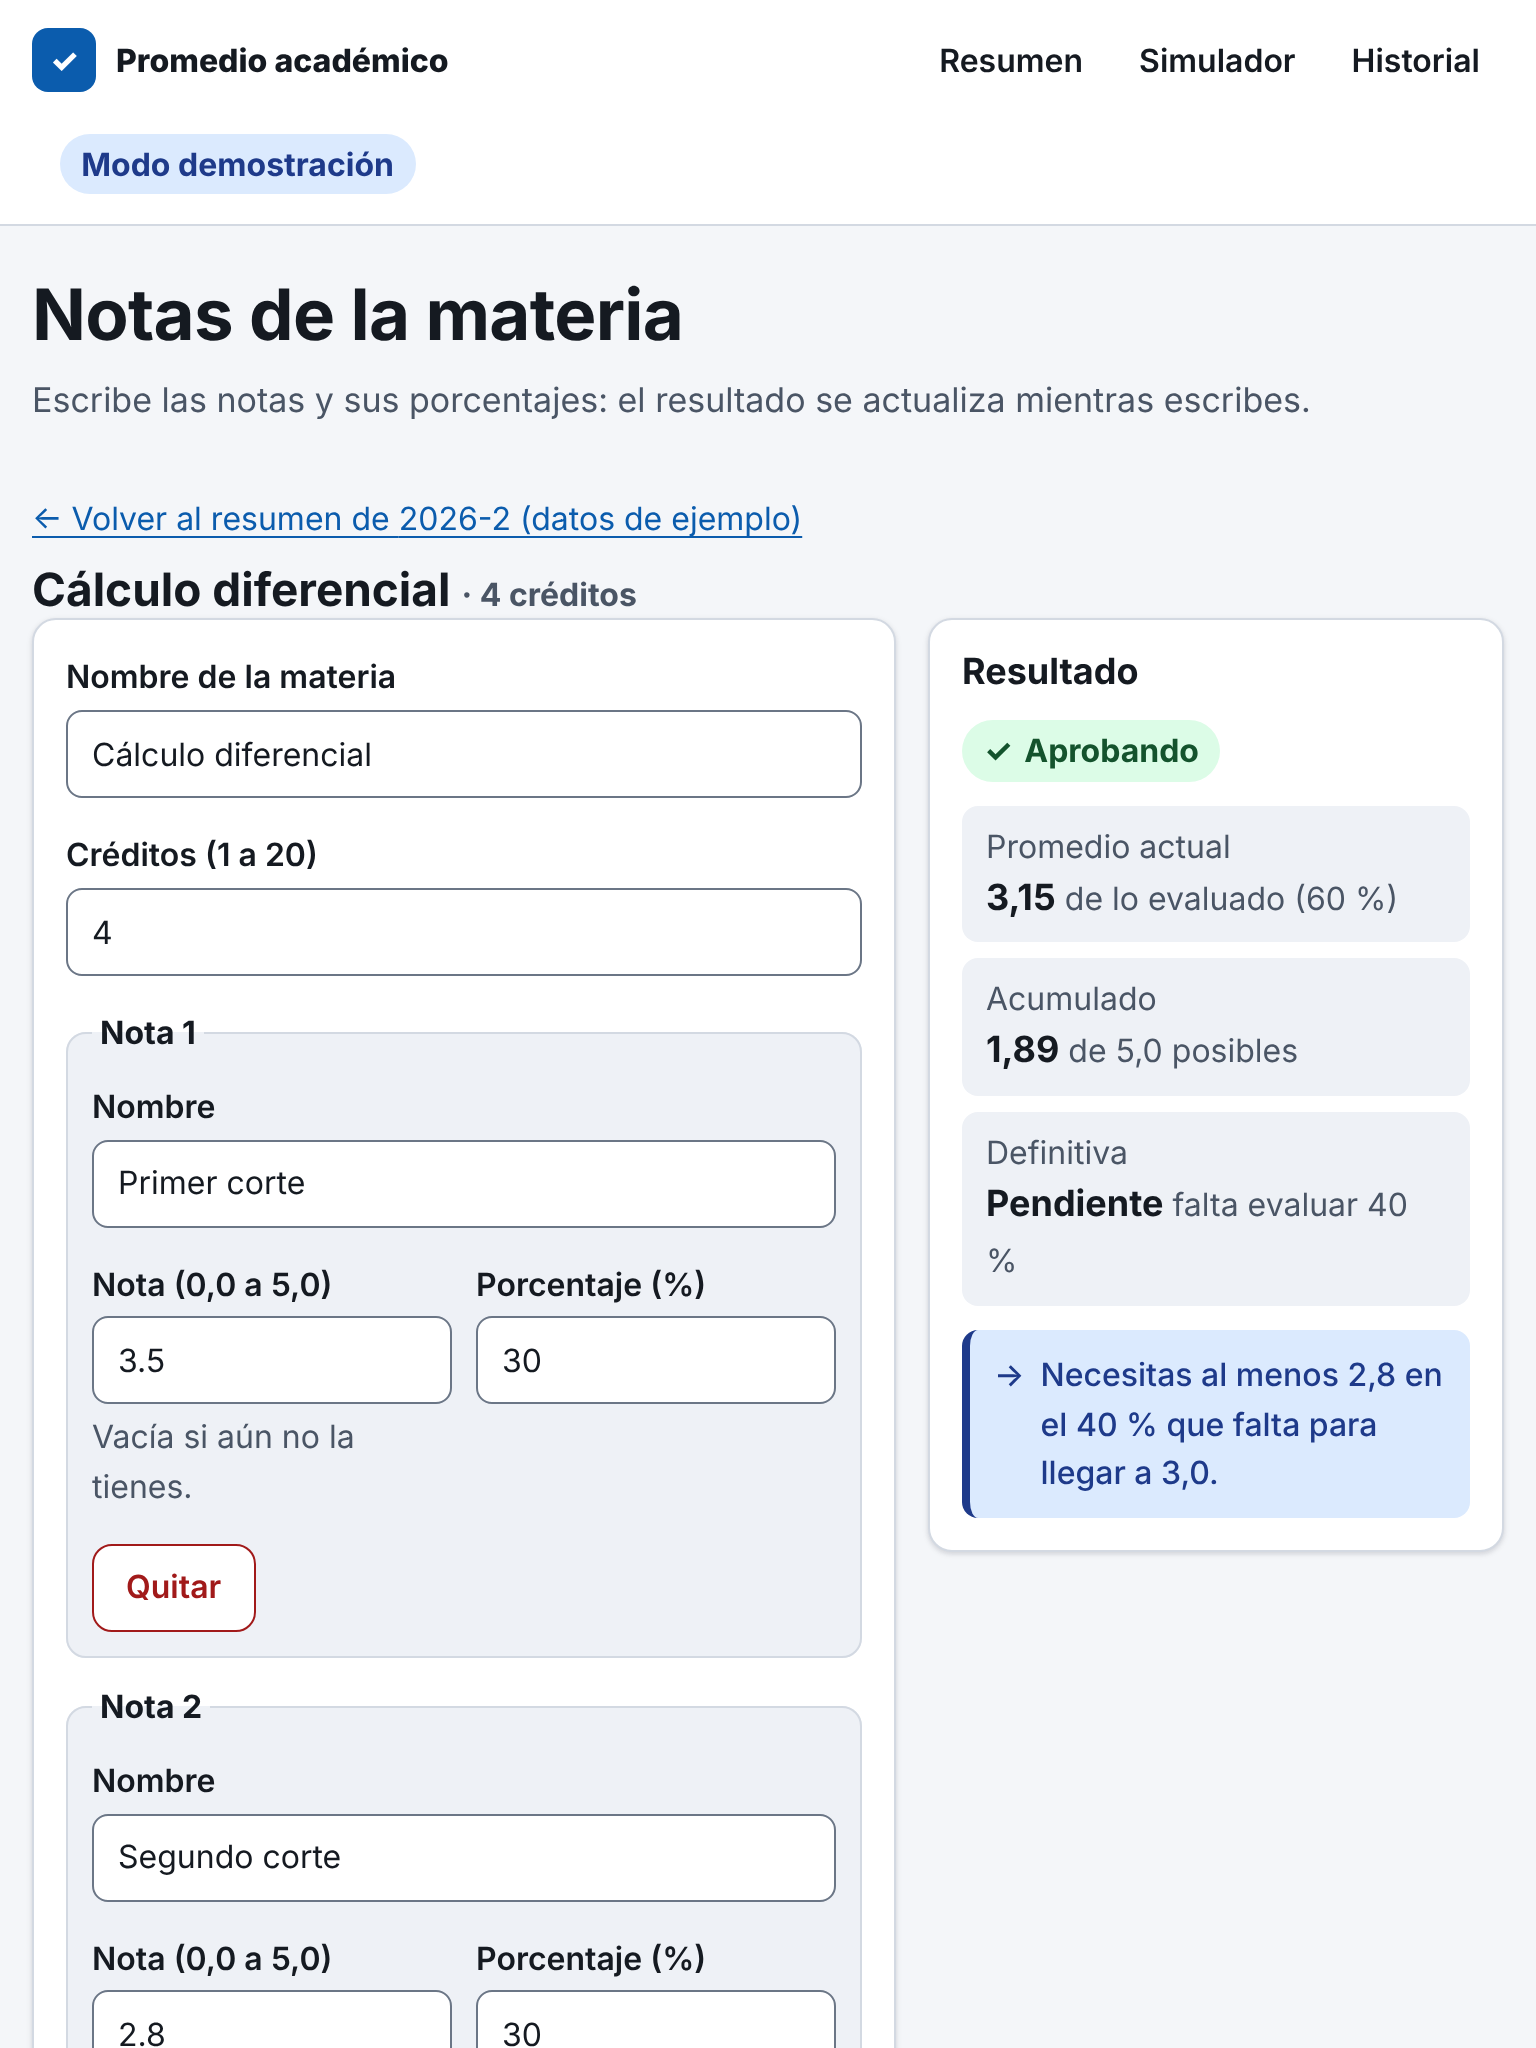 Promedio académico
Resumen
Simulador
Historial
Modo demostración
Notas de la materia
Escribe las notas y sus porcentajes: el resultado se actualiza mientras escribes.
← Volver al resumen de 2026-2 (datos de ejemplo)
Cálculo diferencial · 4 créditos
Nombre de la materia
Cálculo diferencial
Créditos (1 a 20)
4
Nota 1
Nombre
Primer corte
Nota (0,0 a 5,0)
Porcentaje (%)
3.5
30
Vacía si aún no la
tienes.
Quitar
Nota 2
Nombre
Segundo corte
Nota (0,0 a 5,0)
Porcentaje (%)
2.8
30
Resultado
✓ Aprobando
Promedio actual
3,15 de lo evaluado (60 %)
Acumulado
1,89 de 5,0 posibles
Definitiva
Pendiente falta evaluar 40
%
→ Necesitas al menos 2,8 en
el 40 % que falta para
llegar a 3,0.